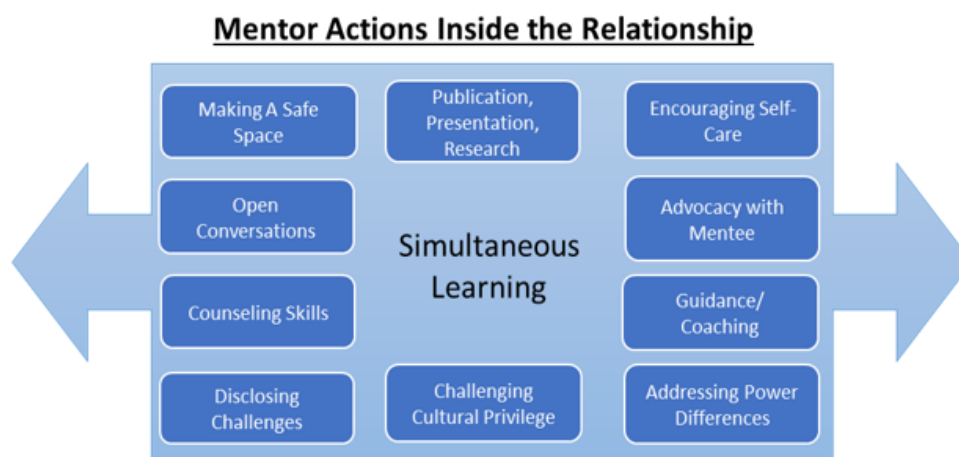 Mentor Actions Inside the Relationship
Making A Safe
Space
Publication,
Presentation,
Research
Encouraging Self-
Care
Open
Conversations
Advocacy with
Mentee
Simultaneous
Learning
Counseling Skills
Guidance/
Coaching
Disclosing
Challenges
Challenging
Cultural Privilege
Addressing Power
Differences